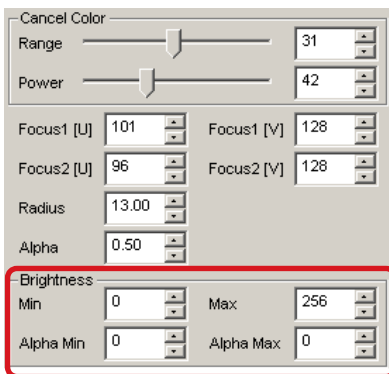 Cancel Color
Range 31
Power 42
Focus1 [U] 101 Focus1 [V] 128
Focus2 [U] 96 Focus2 [V] 128
Radius 13.00
Alpha 0.50
Brightness
Min 0 Max 256
Alpha Min 0 Alpha Max 0